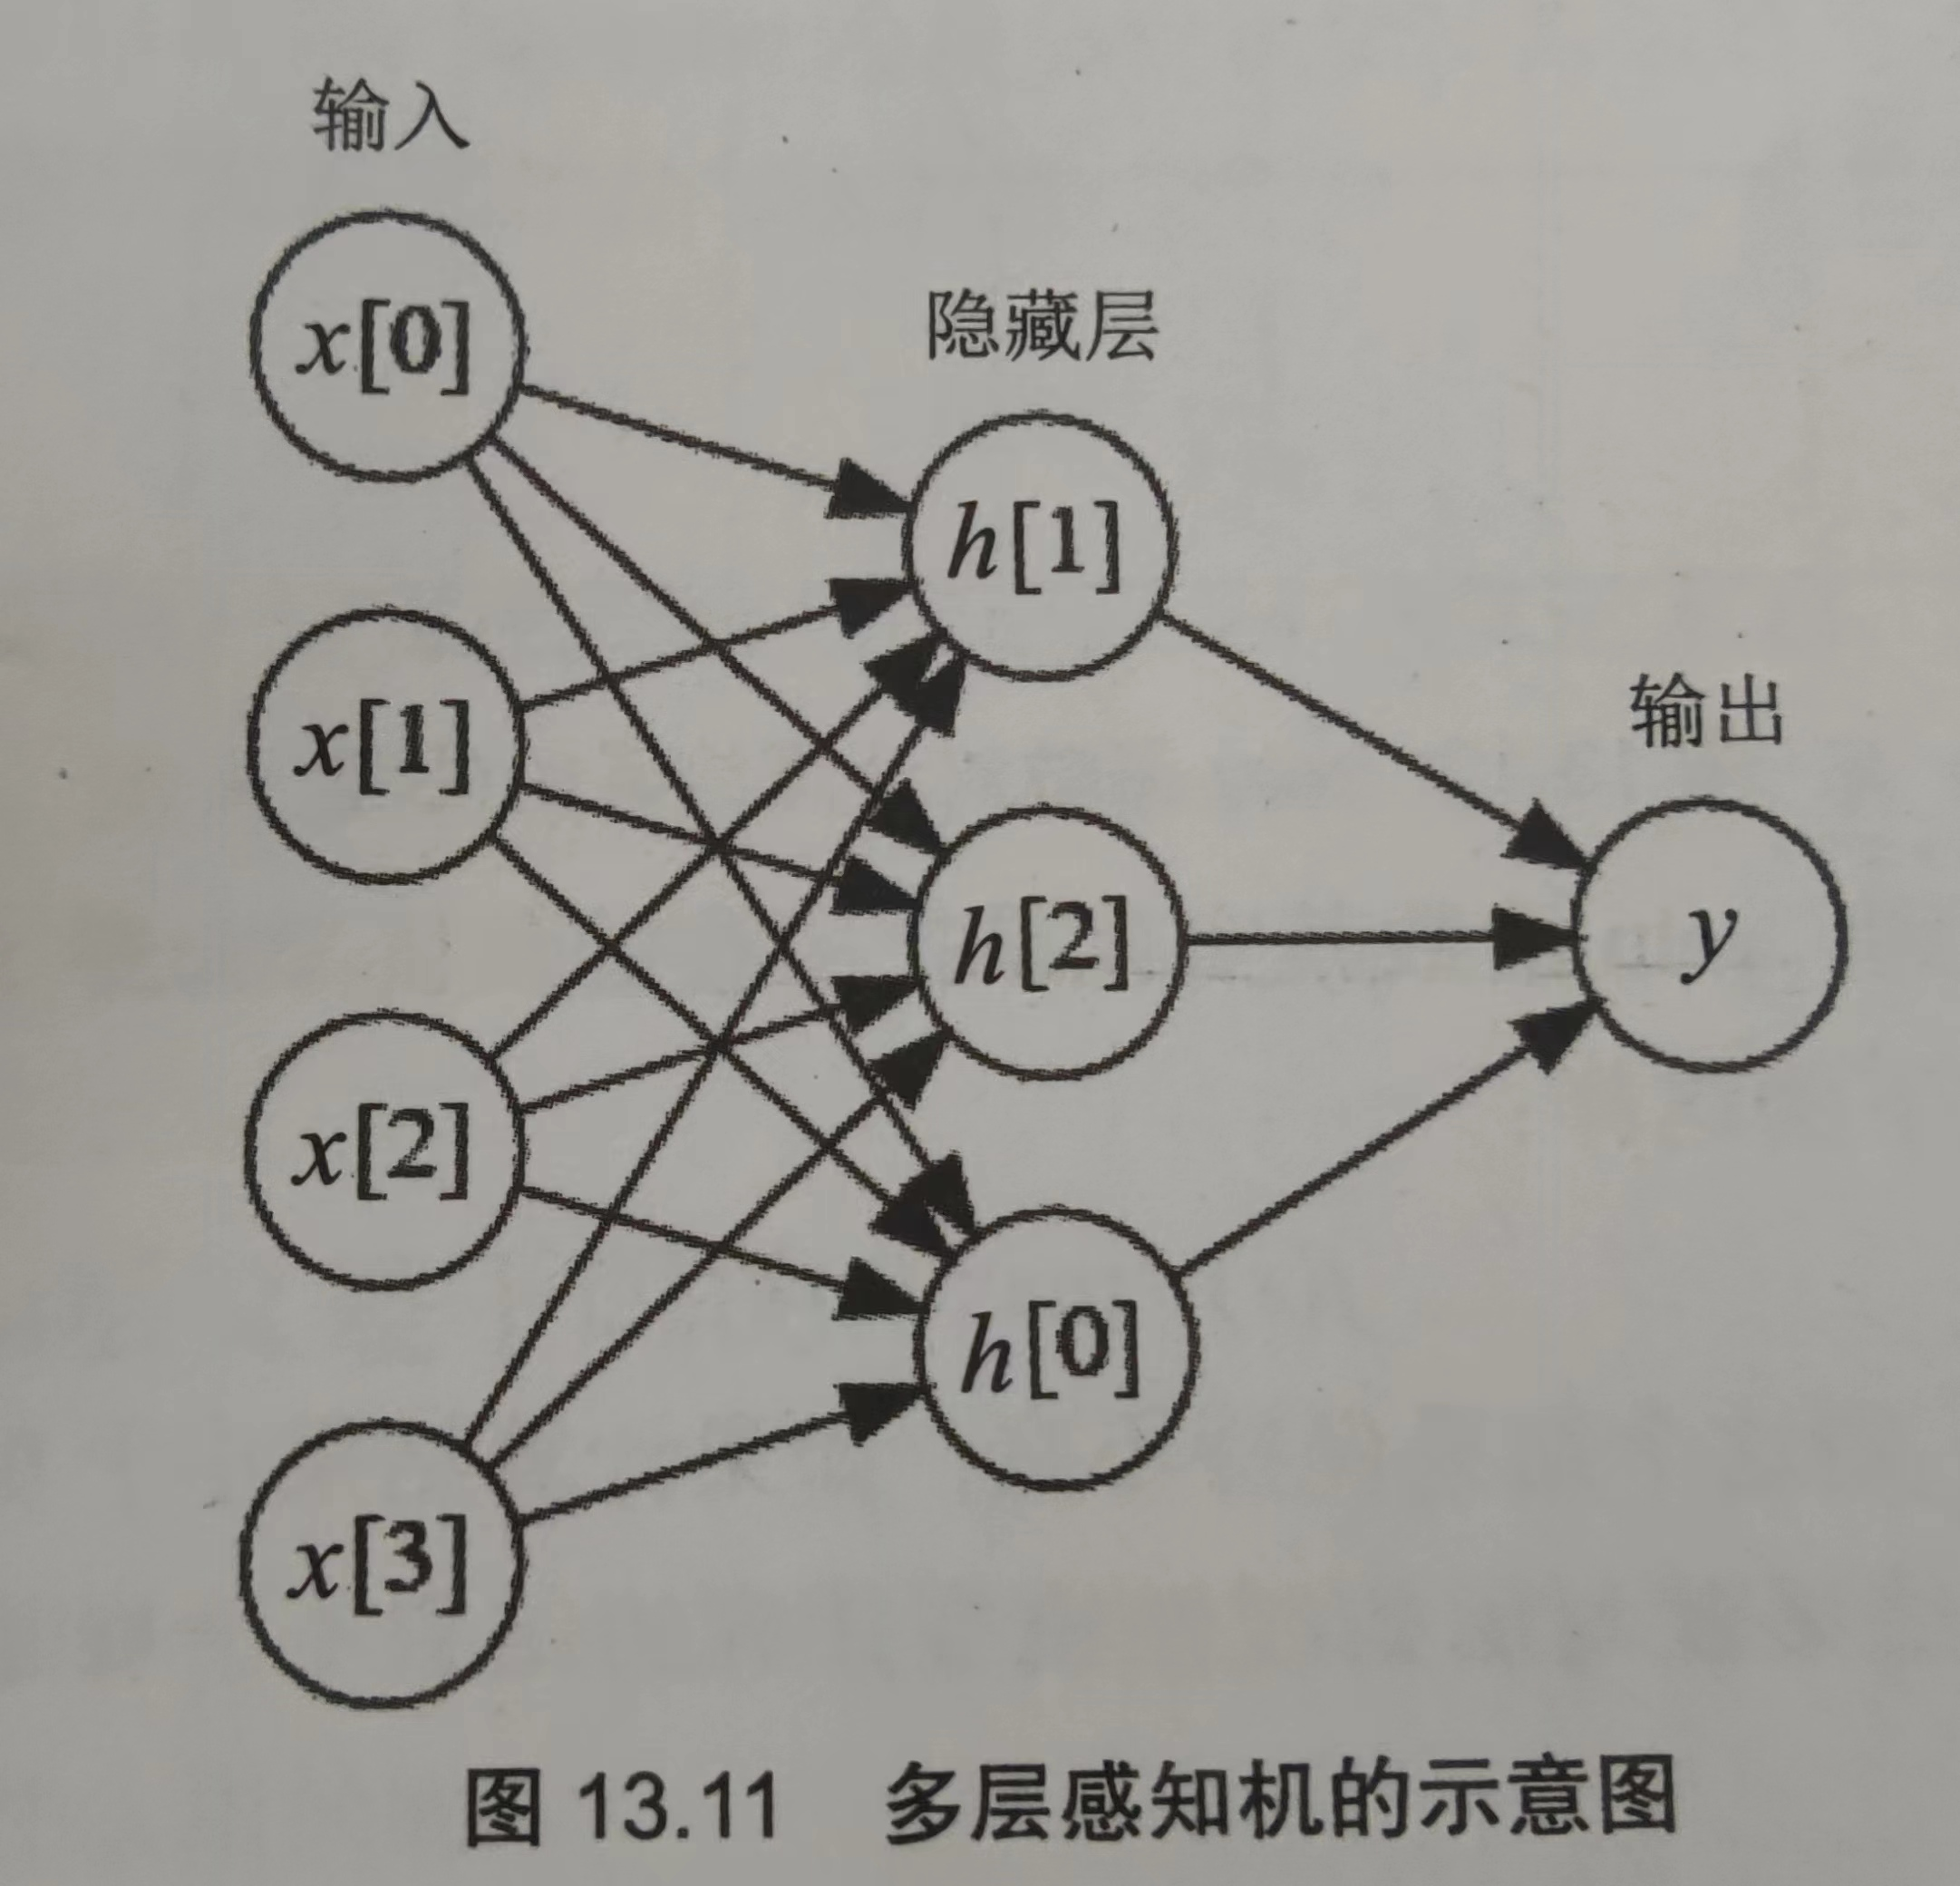 输入
x[0]
隐藏层
h[1]
x[1]
输出
h[2]
y
x[2]
h[0]
x[3]
图 13.11 多层感知机的示意图